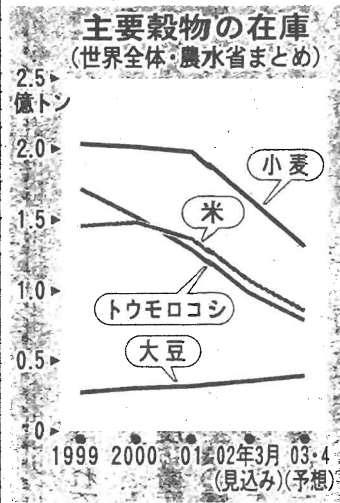 主要穀物の在庫
(世界全体・農水省まとめ)
2.5
億トン
2.0
小麦
米
1.5
1.0
トウモロコシ
大豆
0.5
0
1999 2000 01 02年3月 03・4
(見込み)(予想)